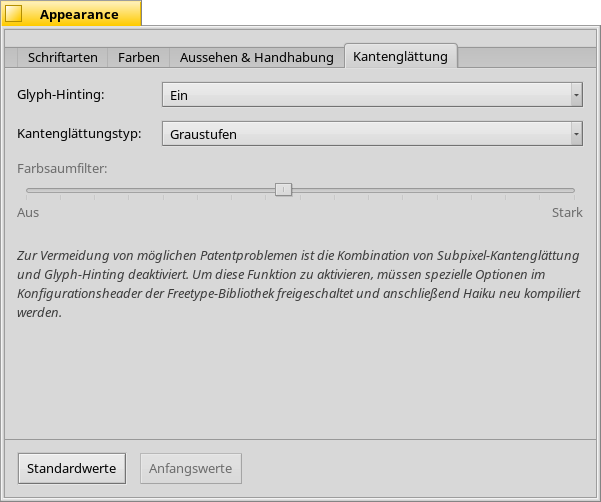 Appearance
Schriftarten Farben Aussehen & Handhabung Kantenglättung
Glyph-Hinting: Ein
Kantenglättungstyp: Graustufen
Farbsaumfilter:
Aus Stark
Zur Vermeidung von möglichen Patentproblemen ist die Kombination von Subpixel-Kantenglättung
und Glyph-Hinting deaktiviert. Um diese Funktion zu aktivieren, müssen spezielle Optionen im
Konfigurationsheader der Freetype-Bibliothek freigeschaltet und anschließend Haiku neu kompiliert
werden.
Standardwerte Anfangswerte